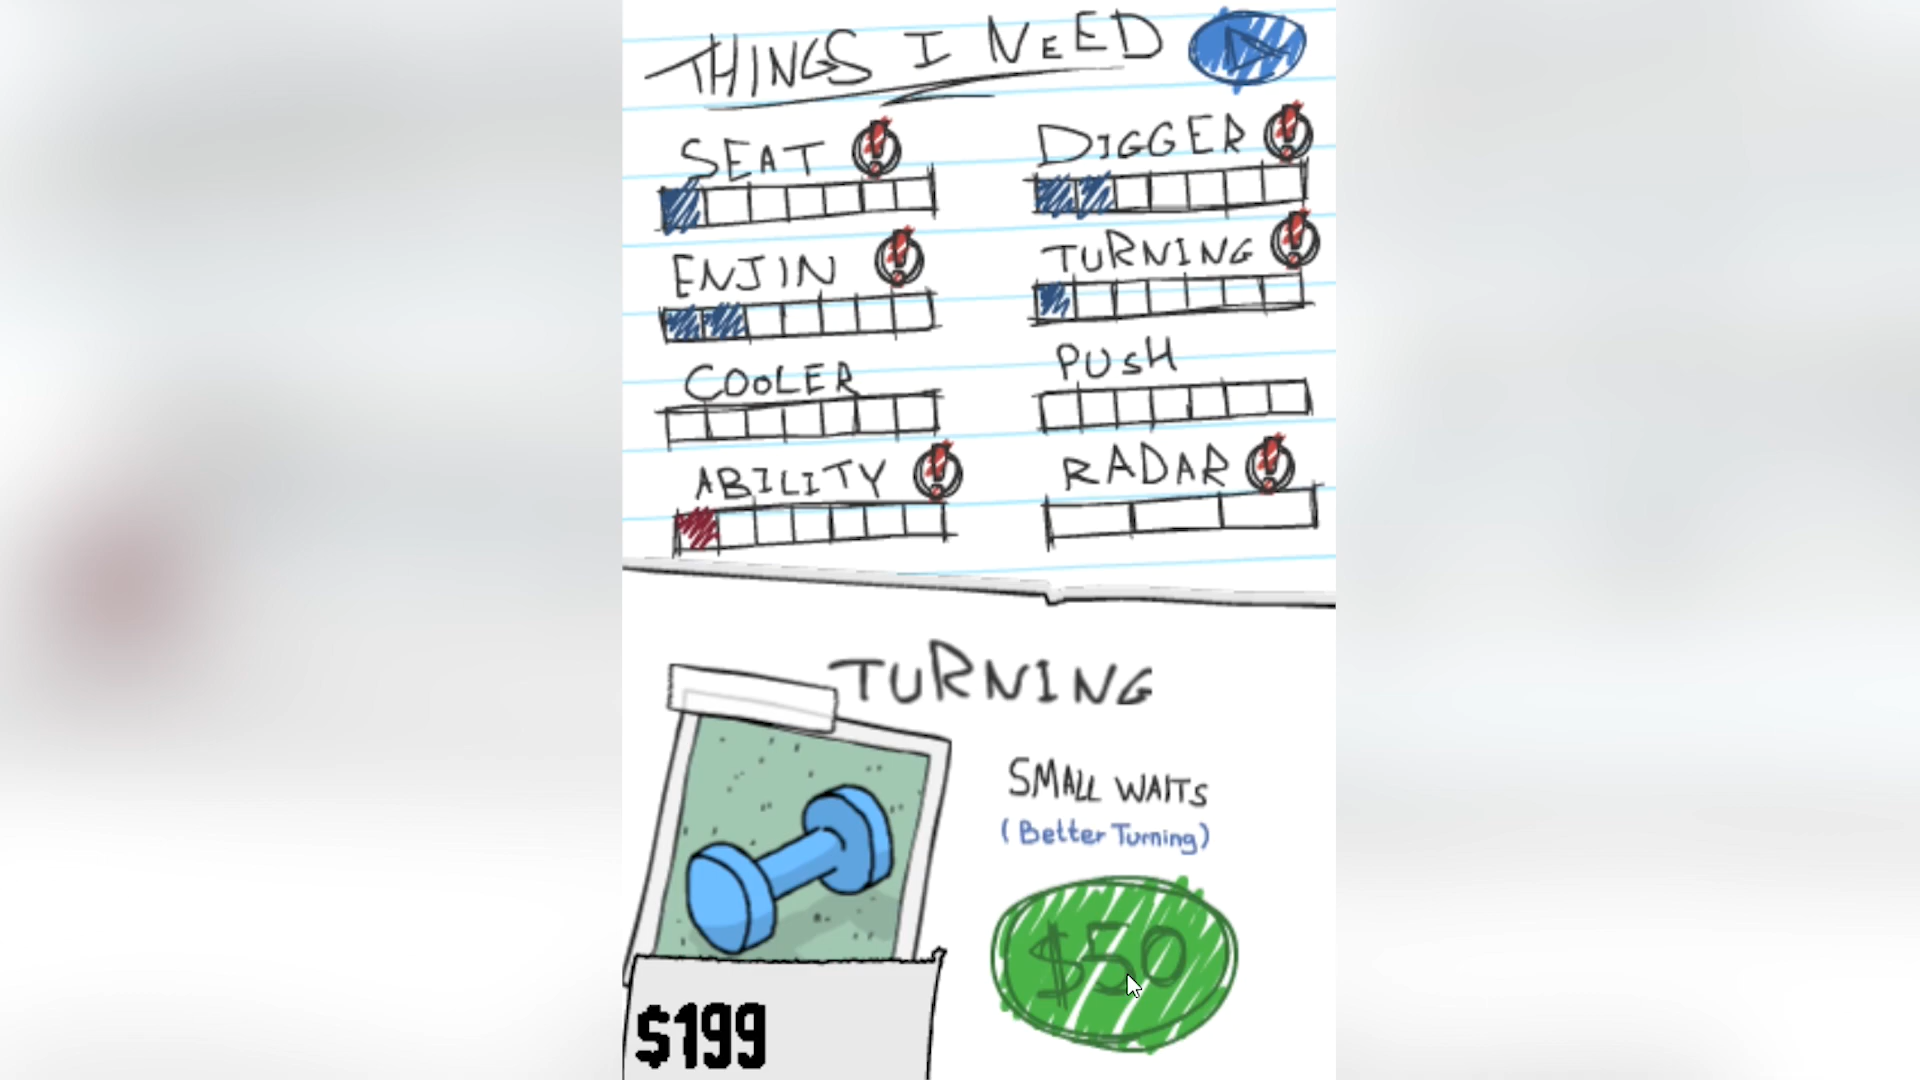 THINGS I NEED
SEAT
DIGGER
ENJIN
TURNING
COOLER
PUSH
ABILITY
RADAR
TURNING
SMALL WAITS
(Better Turning)
$50
$199